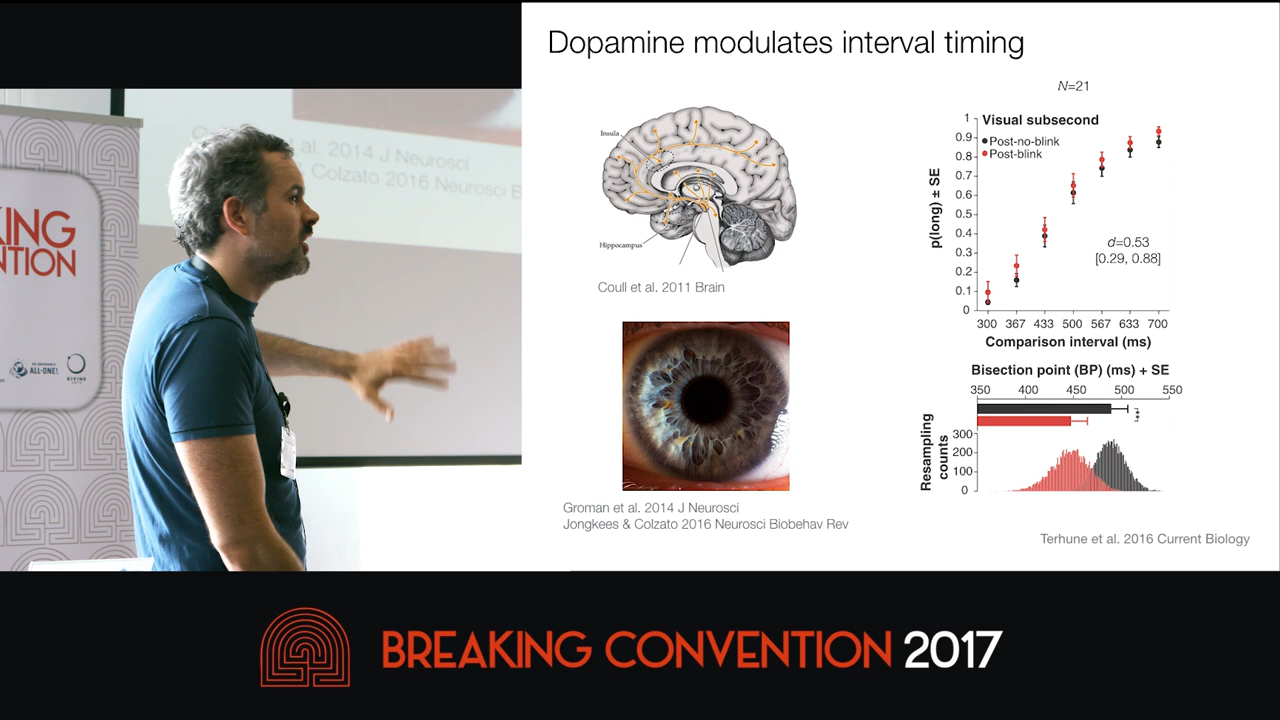 Dopamine modulates interval timing
Insula
Hippocampus
Coull et al. 2011 Brain
Groman et al. 2014 J Neurosci
Jongkees & Colzato 2016 Neurosci Biobehav Rev
N=21
Visual subsecond
Post-no-blink
Post-blink
p(long) ± SE
1
0.9
0.8
0.7
0.6
0.5
0.4
0.3
0.2
0.1
0
d=0.53
[0.29, 0.88]
300 367 433 500 567 633 700
Comparison interval (ms)
Bisection point (BP) (ms) + SE
350 400 450 500 550
Resampling
counts
300
200
100
0
Terhune et al. 2016 Current Biology
al. 2014 J Neurosci
Colzato 2016 Neurosci B
KING
ENTION
ALL-ONE!
DIVINE
BREAKING CONVENTION 2017